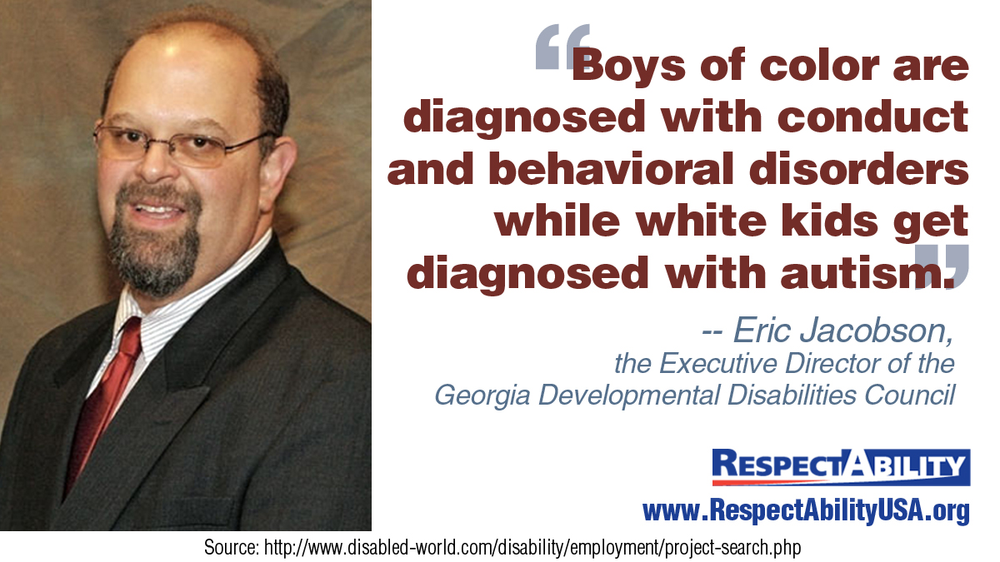 “Boys of color are
diagnosed with conduct
and behavioral disorders
while white kids get
diagnosed with autism.”
-- Eric Jacobson,
the Executive Director of the
Georgia Developmental Disabilities Council
RESPECTABILITY
www.RespectAbilityUSA.org
Source: http://www.disabled-world.com/disability/employment/project-search.php